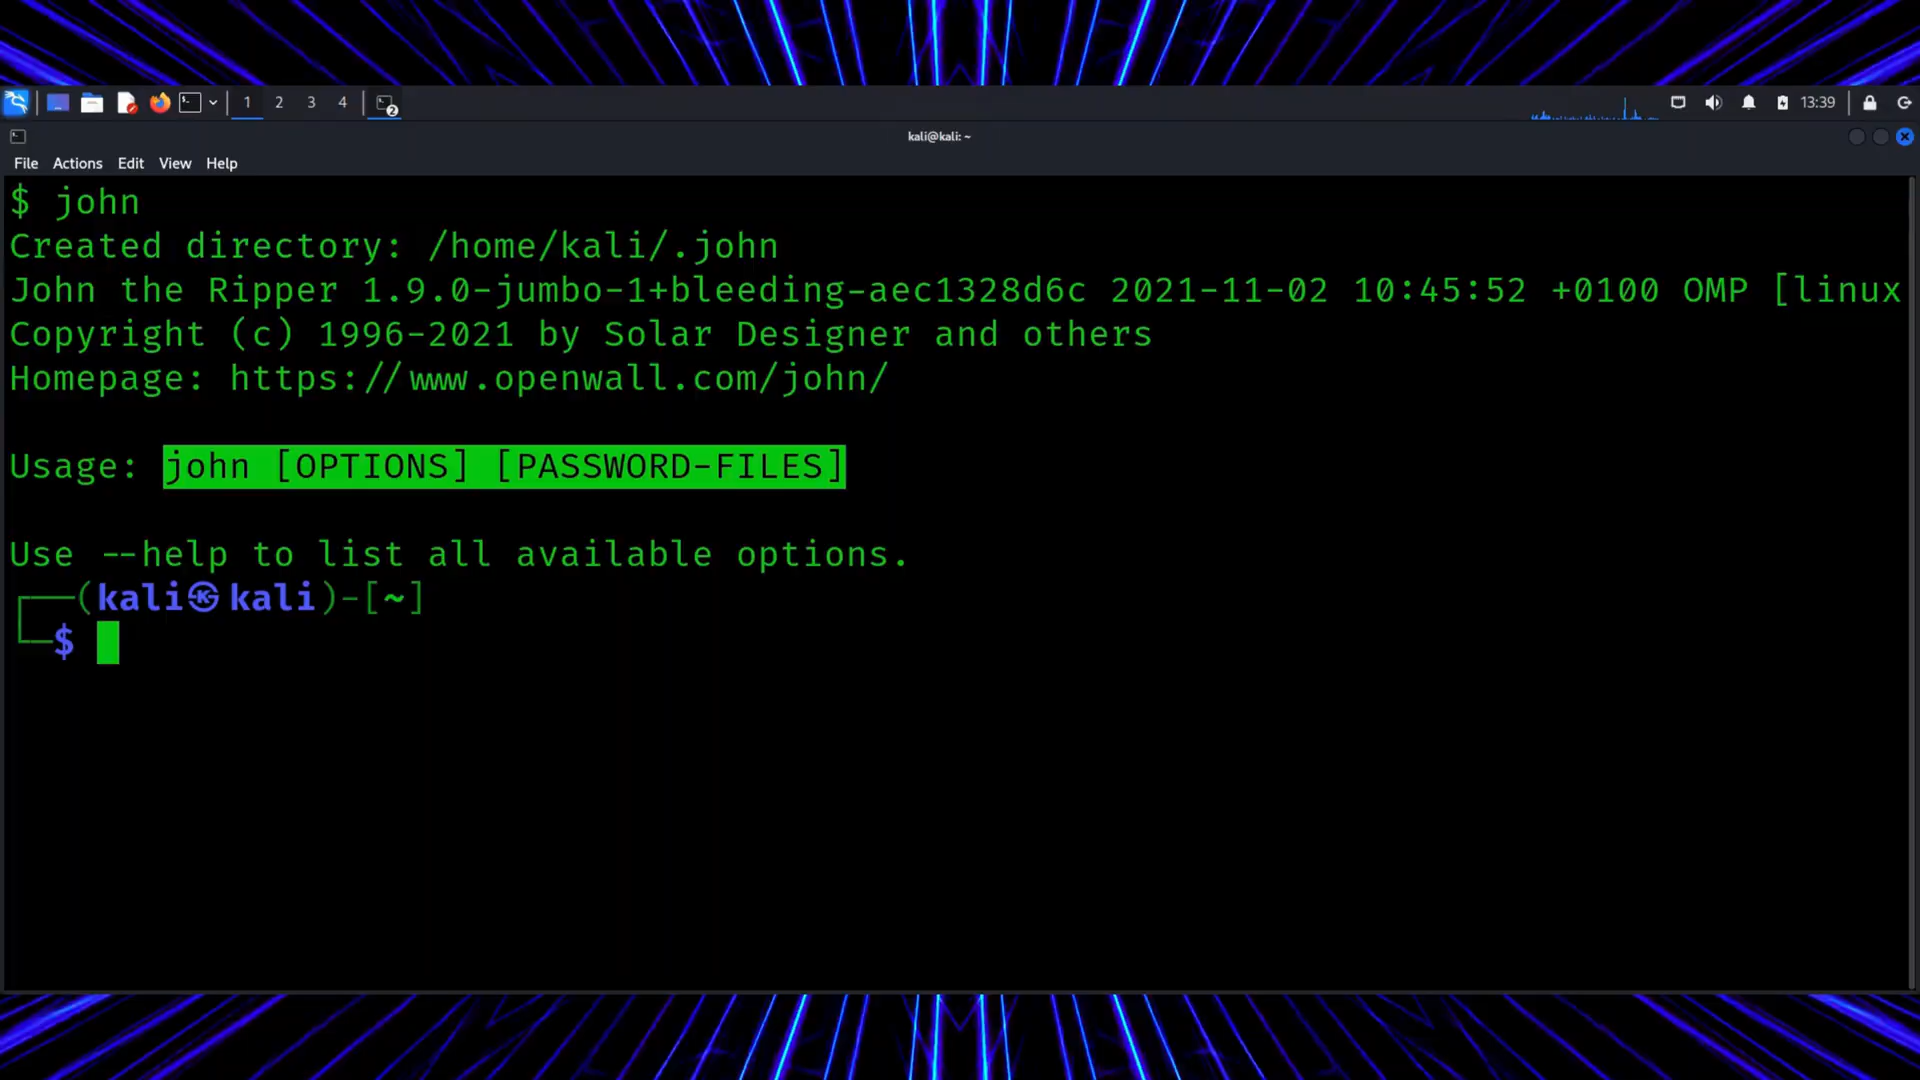 1 2 3 4 2 13:39
kali@kali: ~
File Actions Edit View Help
$ john
Created directory: /home/kali/.john
John the Ripper 1.9.0-jumbo-1+bleeding-aec1328d6c 2021-11-02 10:45:52 +0100 OMP [linux
Copyright (c) 1996-2021 by Solar Designer and others
Homepage: https://www.openwall.com/john/
Usage: john [OPTIONS] [PASSWORD-FILES]
Use --help to list all available options.
┌──(kali㉿kali)-[~]
└─$